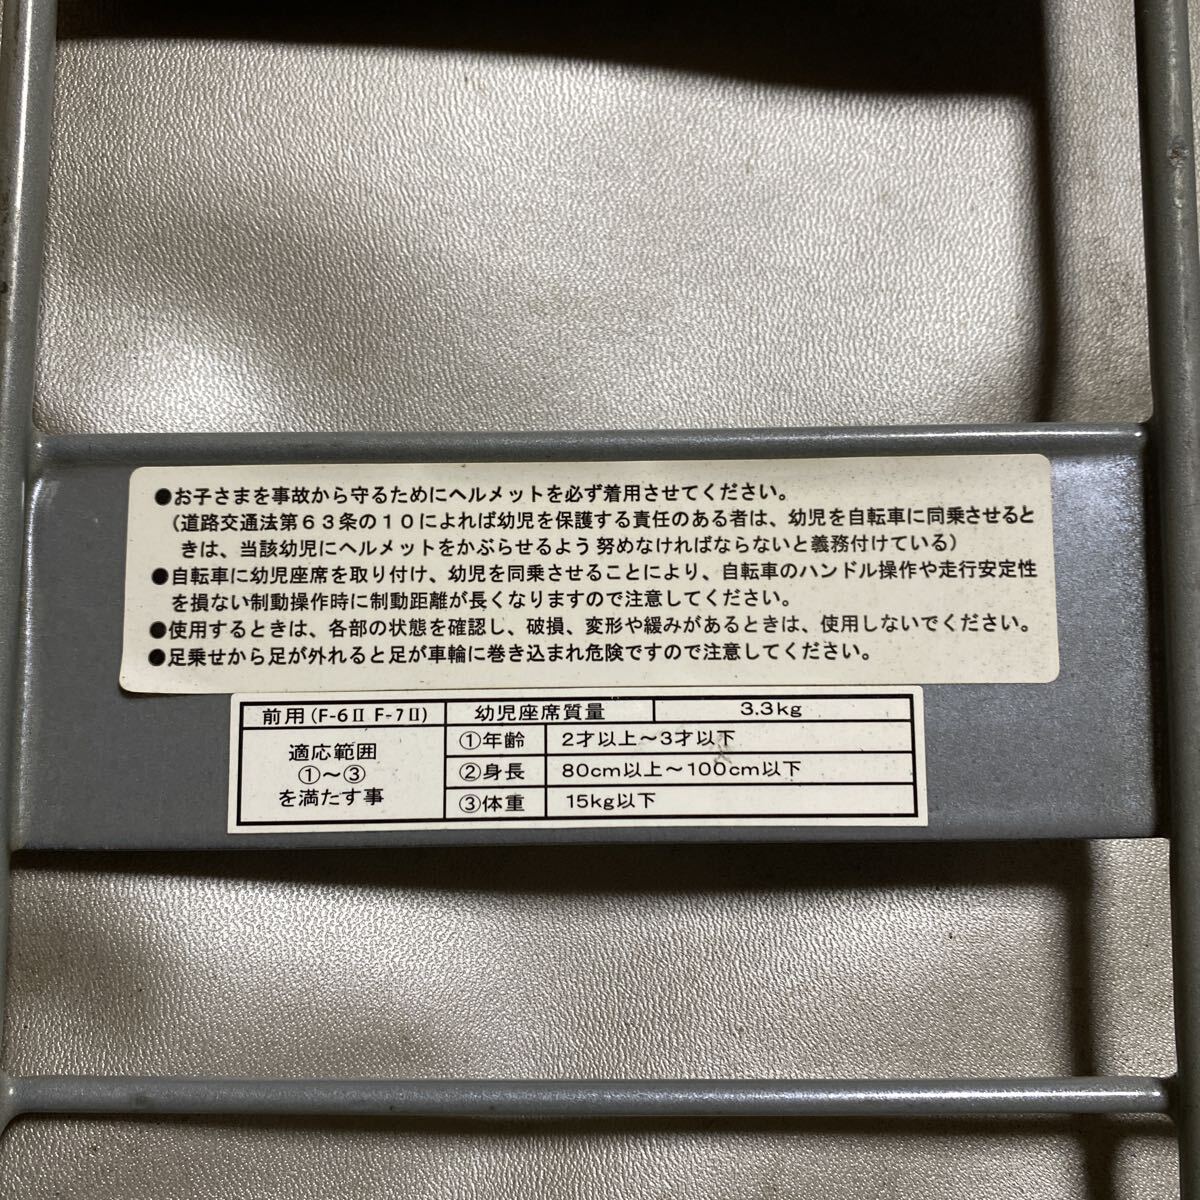 ●お子さまを事故から守るためにヘルメットを必ず着用させてください。
(道路交通法第６３条の１０によれば幼児を保護する責任のある者は、幼児を自転車に同乗させると
きは、当該幼児にヘルメットをかぶらせるよう努めなければならないと義務付けている)
●自転車に幼児座席を取り付け、幼児を同乗させることにより、自転車のハンドル操作や走行安定性
を損ない制動操作時に制動距離が長くなりますので注意してください。
●使用するときは、各部の状態を確認し、破損、変形や緩みがあるときは、使用しないでください。
●足乗せから足が外れると足が車輪に巻き込まれ危険ですので注意してください。
前用(F-6Ⅱ F-7Ⅱ) 幼児座席質量 3.3kg
適応範囲
①～③
を満たす事
①年齢 2才以上～3才以下
②身長 80cm以上～100cm以下
③体重 15kg以下